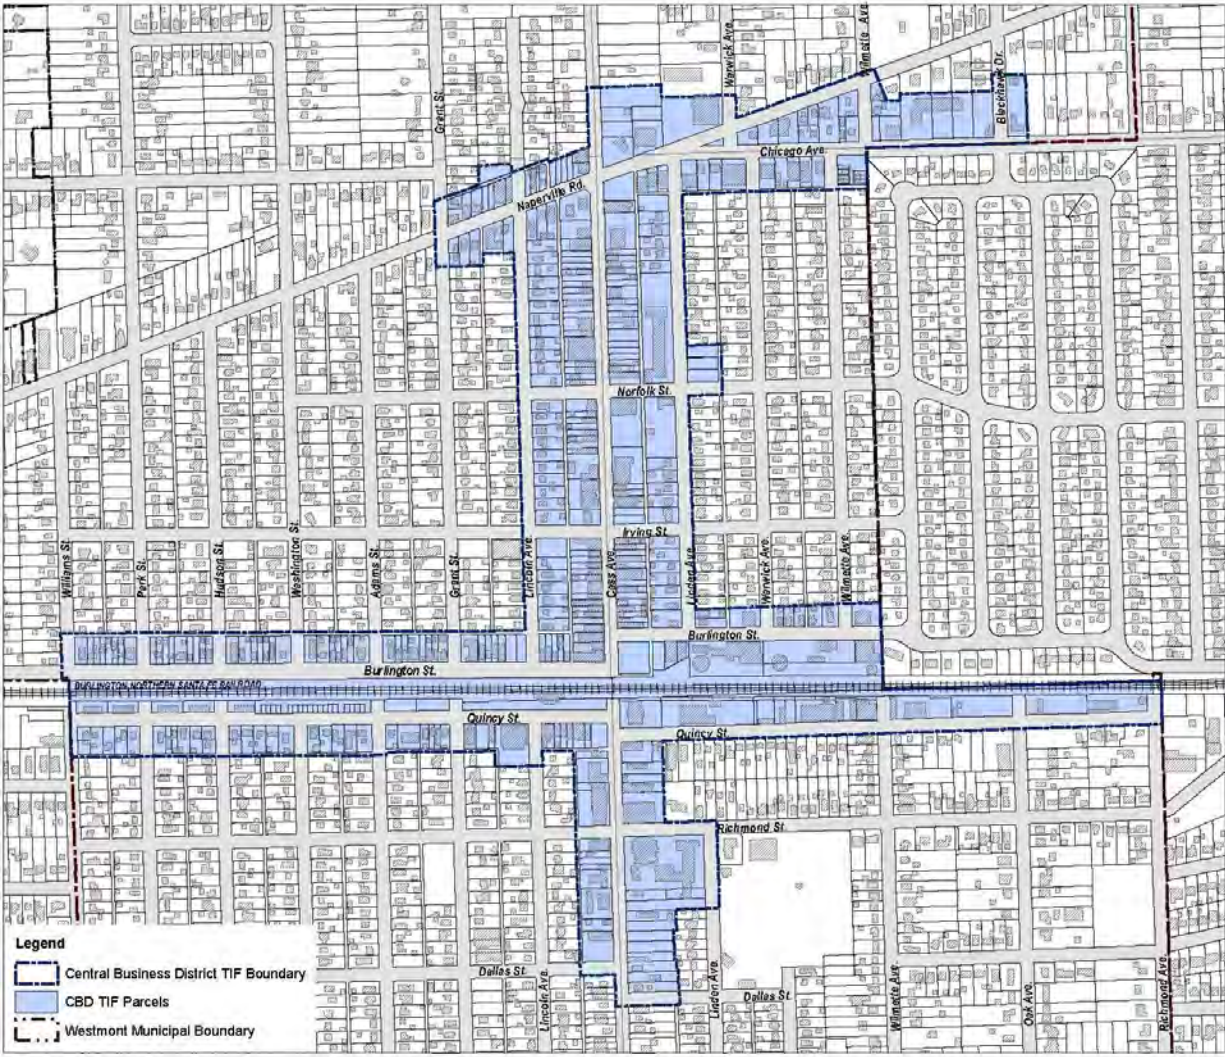 Warwick Ave.
Wilmette Ave.
Grant St.
Blackhawk Dr.
Chicago Ave.
Naperville Rd.
Norfolk St.
Irving St.
Williams St.
Park St.
Hudson St.
Washington St.
Adams St.
Grant St.
Lincoln Ave.
Cass Ave.
Linden Ave.
Warwick Ave.
Wilmette Ave.
Burlington St.
Burlington St.
BURLINGTON NORTHERN SANTA FE RAILROAD
Quincy St.
Quincy St.
Richmond St.
Legend
Central Business District TIF Boundary
CBD TIF Parcels
Westmont Municipal Boundary
Dallas St.
Dallas St.
Lincoln Ave.
Linden Ave.
Wilmette Ave.
Oak Ave.
Richmond Ave.